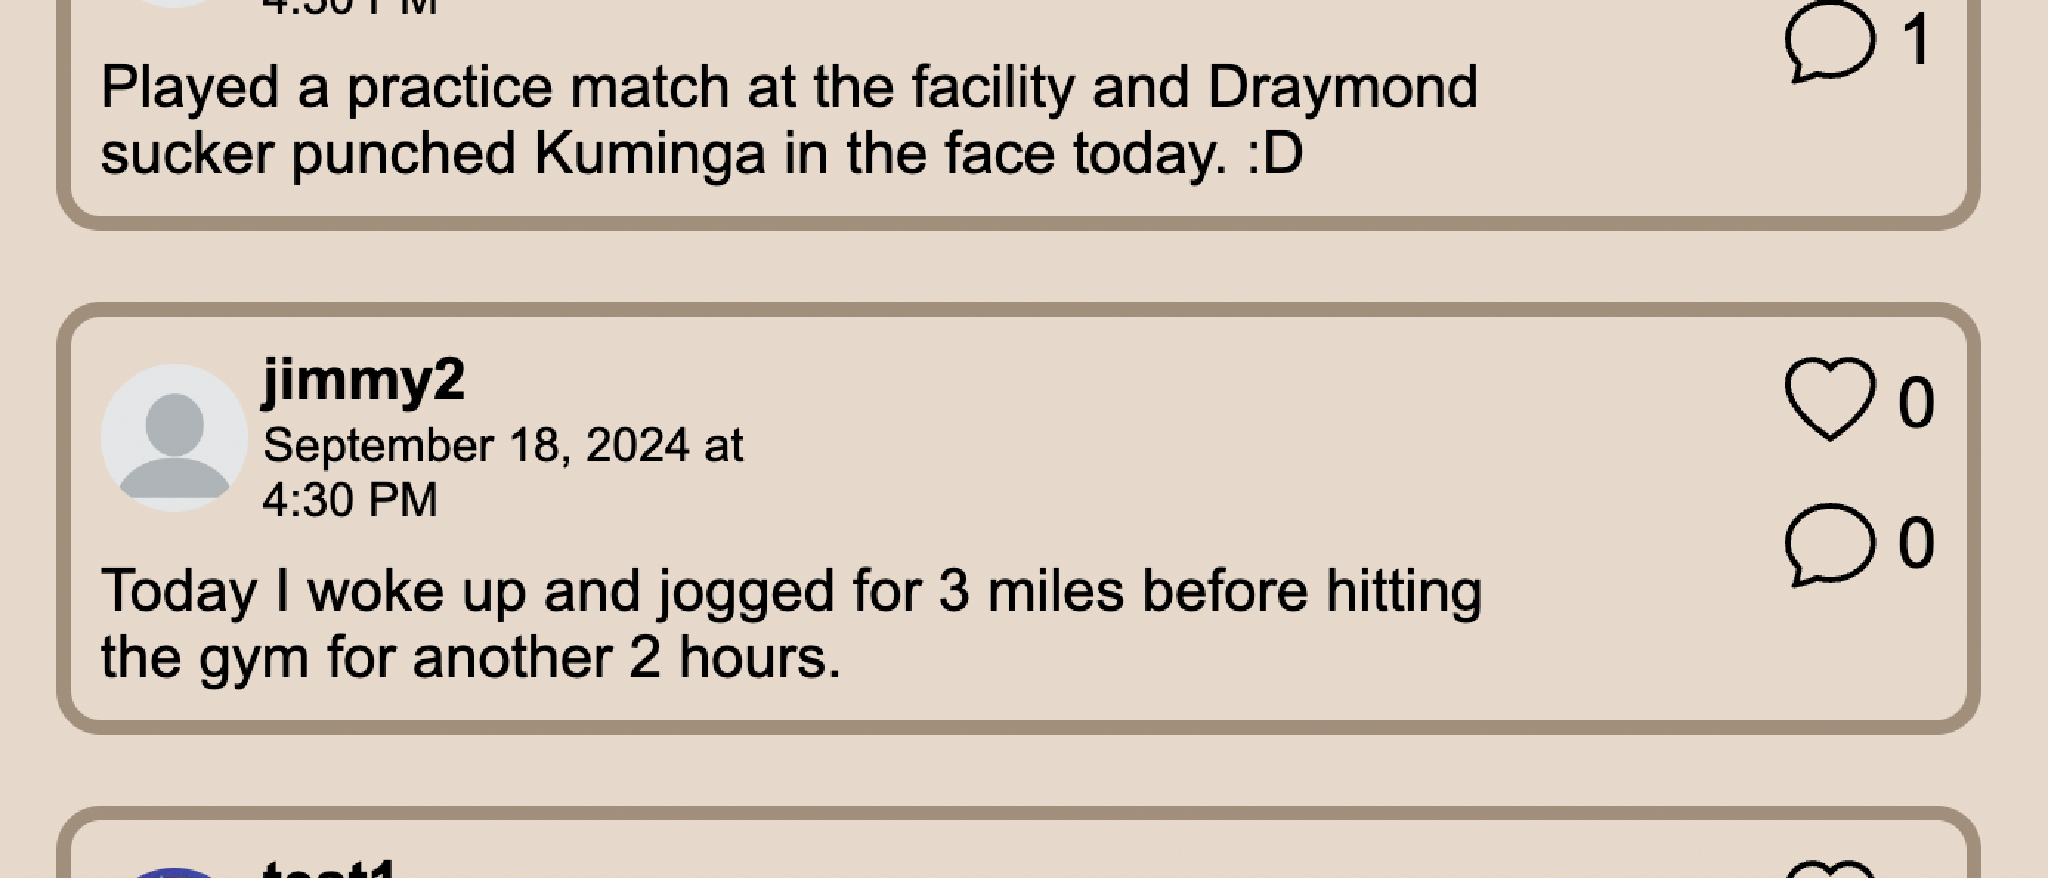 4:30 PM
1
Played a practice match at the facility and Draymond
sucker punched Kuminga in the face today. :D
jimmy2
September 18, 2024 at
4:30 PM
0
0
Today I woke up and jogged for 3 miles before hitting
the gym for another 2 hours.
test1